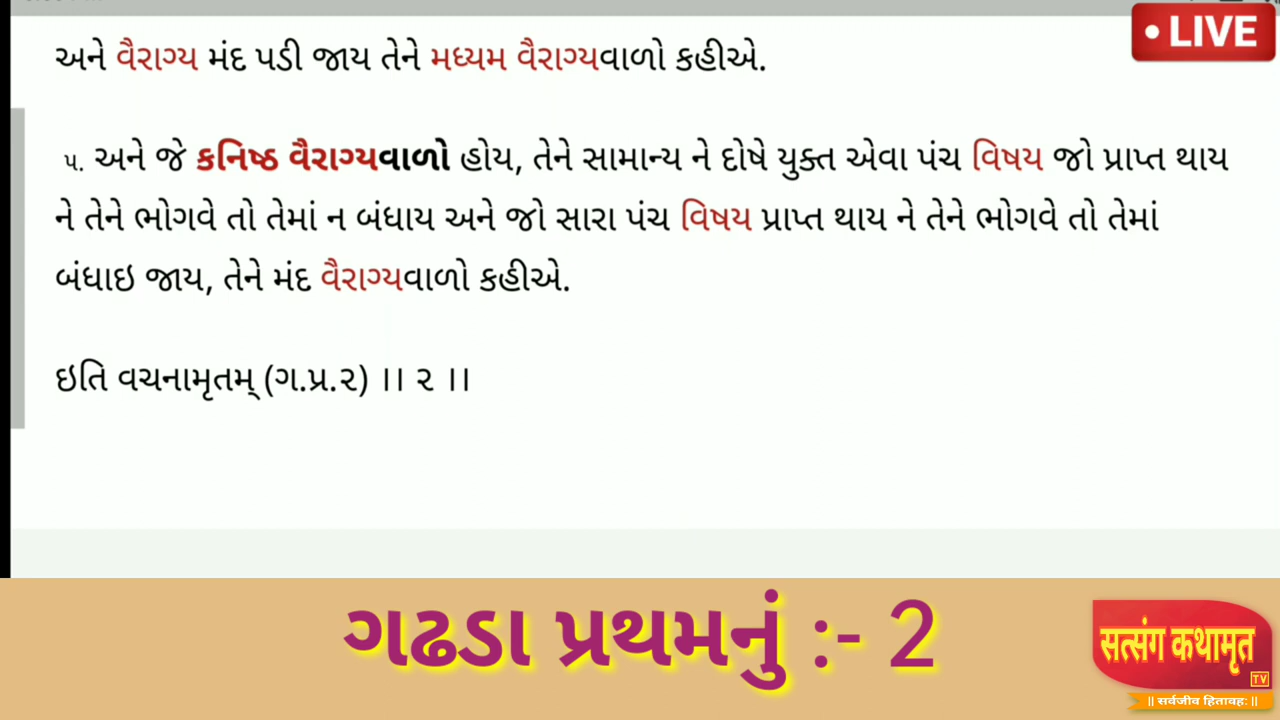 • LIVE
અને વૈરાગ્ય મંદ પડી જાય તેને મધ્યમ વૈરાગ્યવાળો કહીએ.
૫. અને જે કનિષ્ઠ વૈરાગ્યવાળો હોય, તેને સામાન્ય ને દોષે યુક્ત એવા પંચ વિષય જો પ્રાપ્ત થાય
ને તેને ભોગવે તો તેમાં ન બંધાય અને જો સારા પંચ વિષય પ્રાપ્ત થાય ને તેને ભોગવે તો તેમાં
બંધાઇ જાય, તેને મંદ વૈરાગ્યવાળો કહીએ.
ઇતિ વચનામૃતમ્ (ગ.પ્ર.૨) ।। ૨ ।।
ગઢડા પ્રથમનું :- 2
सत्संग कथामृत
TV
|| सर्वजीव हितावह: ||